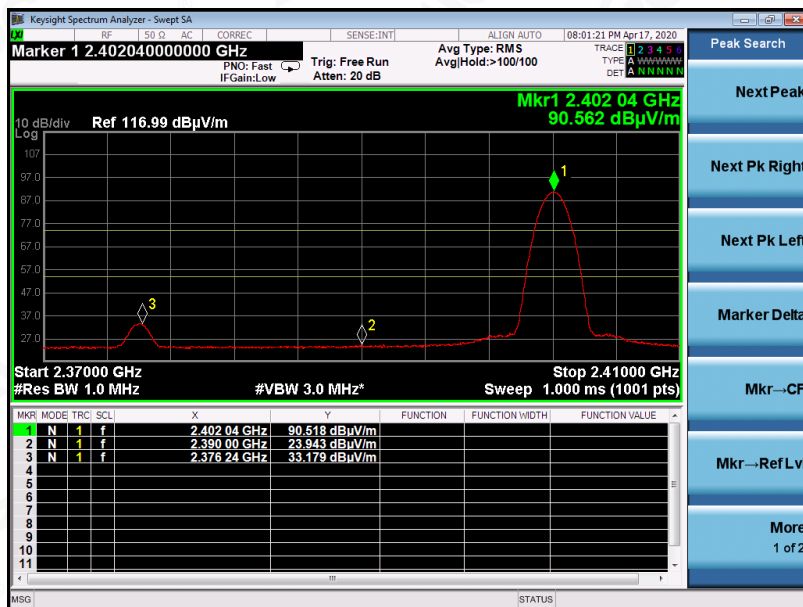 Keysight Spectrum Analyzer - Swept SA
LXI RF 50 Ω AC CORREC SENSE:INT ALIGN AUTO 08:01:21 PM Apr 17, 2020
Marker 1 2.402040000000 GHz
PNO: Fast
IFGain:Low
Trig: Free Run
Atten: 20 dB
Avg Type: RMS
Avg|Hold:>100/100
TRACE 1 2 3 4 5 6
TYPE A W W W W W
DET A N N N N N
Mkr1 2.402 04 GHz
90.562 dBµV/m
10 dB/div Ref 116.99 dBµV/m
Log
107
97.0
87.0
77.0
67.0
57.0
47.0
37.0
27.0
1
3
2
Start 2.37000 GHz Stop 2.41000 GHz
#Res BW 1.0 MHz #VBW 3.0 MHz* Sweep 1.000 ms (1001 pts)
MKR MODE TRC SCL X Y FUNCTION FUNCTION WIDTH FUNCTION VALUE
1 N 1 f 2.402 04 GHz 90.518 dBµV/m
2 N 1 f 2.390 00 GHz 23.943 dBµV/m
3 N 1 f 2.376 24 GHz 33.179 dBµV/m
4
5
6
7
8
9
10
11
MSG STATUS
Peak Search
Next Peak
Next Pk Right
Next Pk Left
Marker Delta
Mkr→CF
Mkr→Ref Lv
More
1 of 2